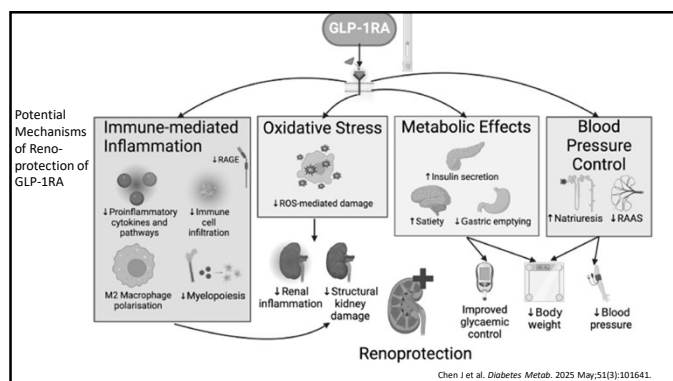 GLP-1RA
Potential
Mechanisms
of Reno-
protection of
GLP-1RA
Immune-mediated
Inflammation
↓RAGE
↓Proinflammatory
cytokines and
pathways
↓Immune
cell
infiltration
M2 Macrophage
polarisation
↓Myelopoiesis
Oxidative Stress
↓ROS-mediated damage
Metabolic Effects
↑Insulin secretion
↑Satiety
↓Gastric emptying
Blood
Pressure
Control
↑Natriuresis
↓RAAS
↓Renal
inflammation
↓Structural
kidney
damage
Improved
glycaemic
control
↓Body
weight
↓Blood
pressure
Renoprotection
Chen J et al. Diabetes Metab. 2025 May;51(3):101641.